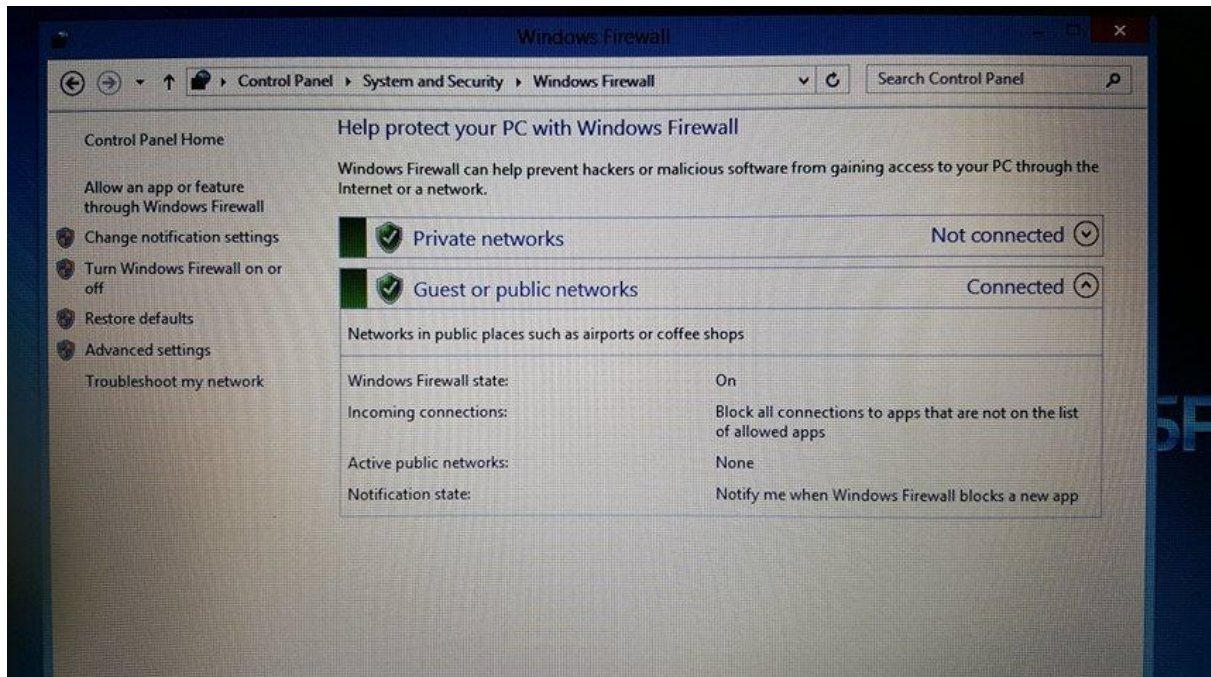 Windows Firewall
Control Panel
System and Security
Windows Firewall
Search Control Panel
Control Panel Home
Allow an app or feature
through Windows Firewall
Change notification settings
Turn Windows Firewall on or
off
Restore defaults
Advanced settings
Troubleshoot my network
Help protect your PC with Windows Firewall
Windows Firewall can help prevent hackers or malicious software from gaining access to your PC through the
Internet or a network.
Private networks
Not connected
Guest or public networks
Connected
Networks in public places such as airports or coffee shops
Windows Firewall state:
On
Incoming connections:
Block all connections to apps that are not on the list
of allowed apps
Active public networks:
None
Notification state:
Notify me when Windows Firewall blocks a new app